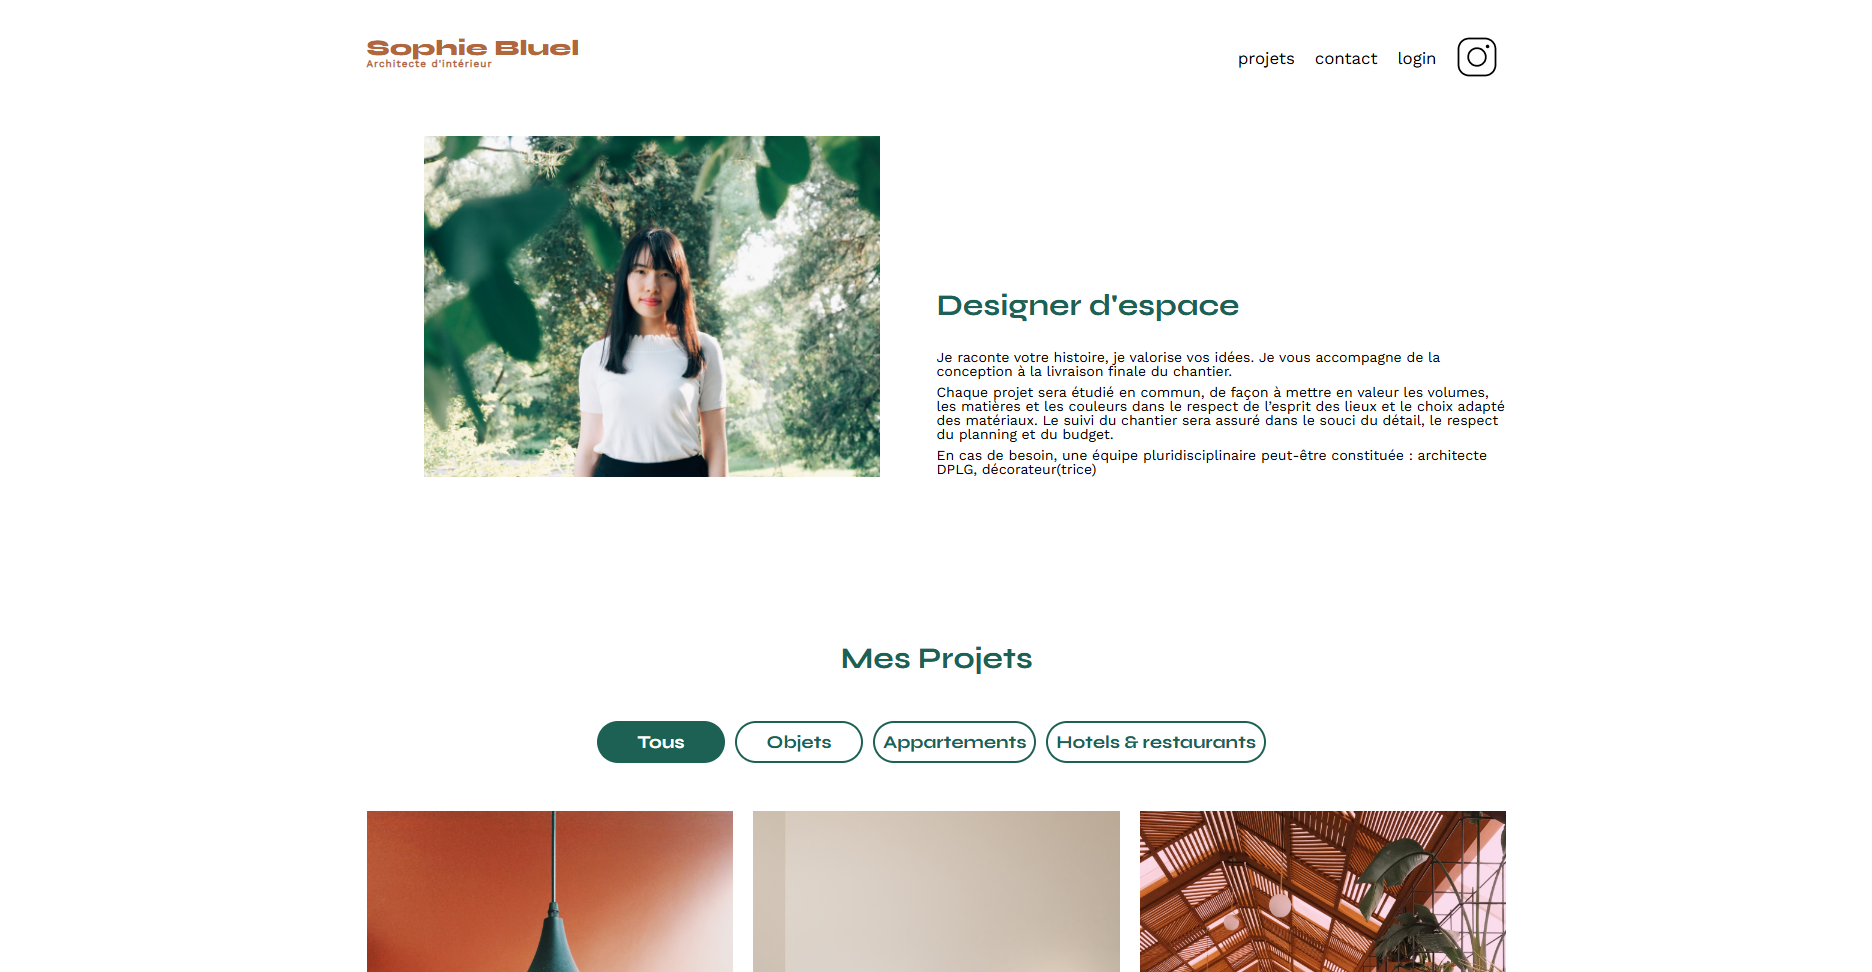 Sophie Bluel
Architecte d'intérieur
projets contact login
Designer d'espace
Je raconte votre histoire, je valorise vos idées. Je vous accompagne de la
conception à la livraison finale du chantier.
Chaque projet sera étudié en commun, de façon à mettre en valeur les volumes,
les matières et les couleurs dans le respect de l'esprit des lieux et le choix adapté
des matériaux. Le suivi du chantier sera assuré dans le souci du détail, le respect
du planning et du budget.
En cas de besoin, une équipe pluridisciplinaire peut-être constituée : architecte
DPLG, décorateur(trice)
Mes Projets
Tous Objets Appartements Hotels & restaurants